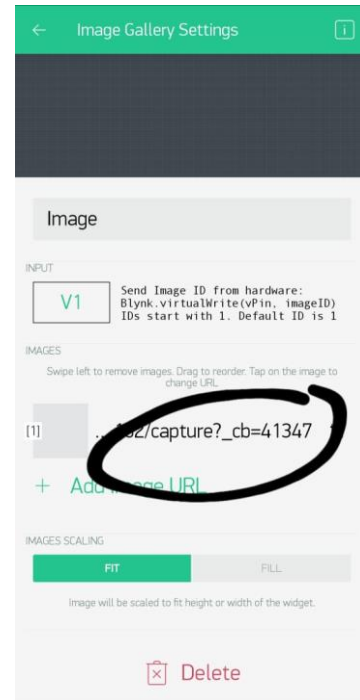 ← Image Gallery Settings i
Image
INPUT
V1
Send Image ID from hardware:
Blynk.virtualWrite(vPin, imageID)
IDs start with 1. Default ID is 1
IMAGES
Swipe left to remove images. Drag to reorder. Tap on the image to
change URL
[1] /capture?_cb=41347
+ Add Image URL
IMAGES SCALING
FIT FILL
Image will be scaled to fit height or width of the widget.
Delete